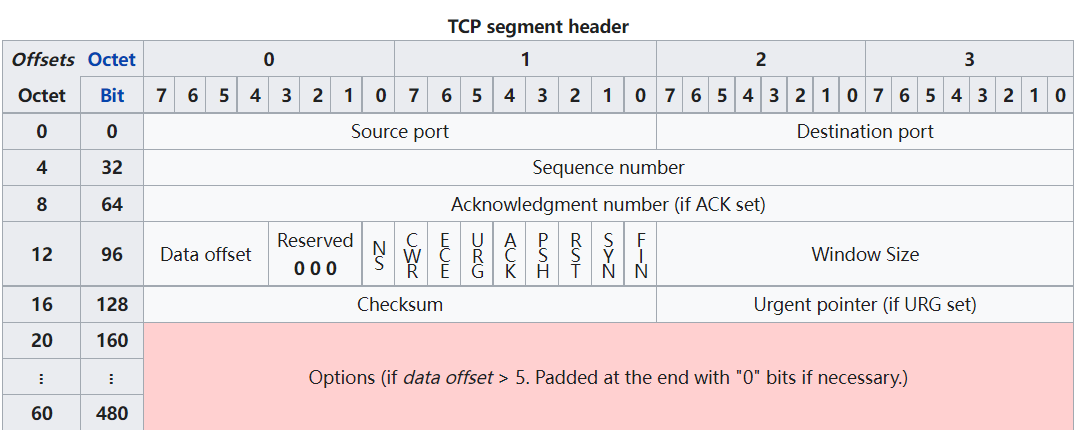 TCP segment header
Offsets Octet 0 1 2 3
Octet Bit 7 6 5 4 3 2 1 0 7 6 5 4 3 2 1 0 7 6 5 4 3 2 1 0 7 6 5 4 3 2 1 0
0 0 Source port Destination port
4 32 Sequence number
8 64 Acknowledgment number (if ACK set)
12 96 Data offset Reserved 0 0 0 NS CWR ECE URG ACK PSH RST SYN FIN Window Size
16 128 Checksum Urgent pointer (if URG set)
20 160
⋮ ⋮ Options (if data offset > 5. Padded at the end with "0" bits if necessary.)
60 480